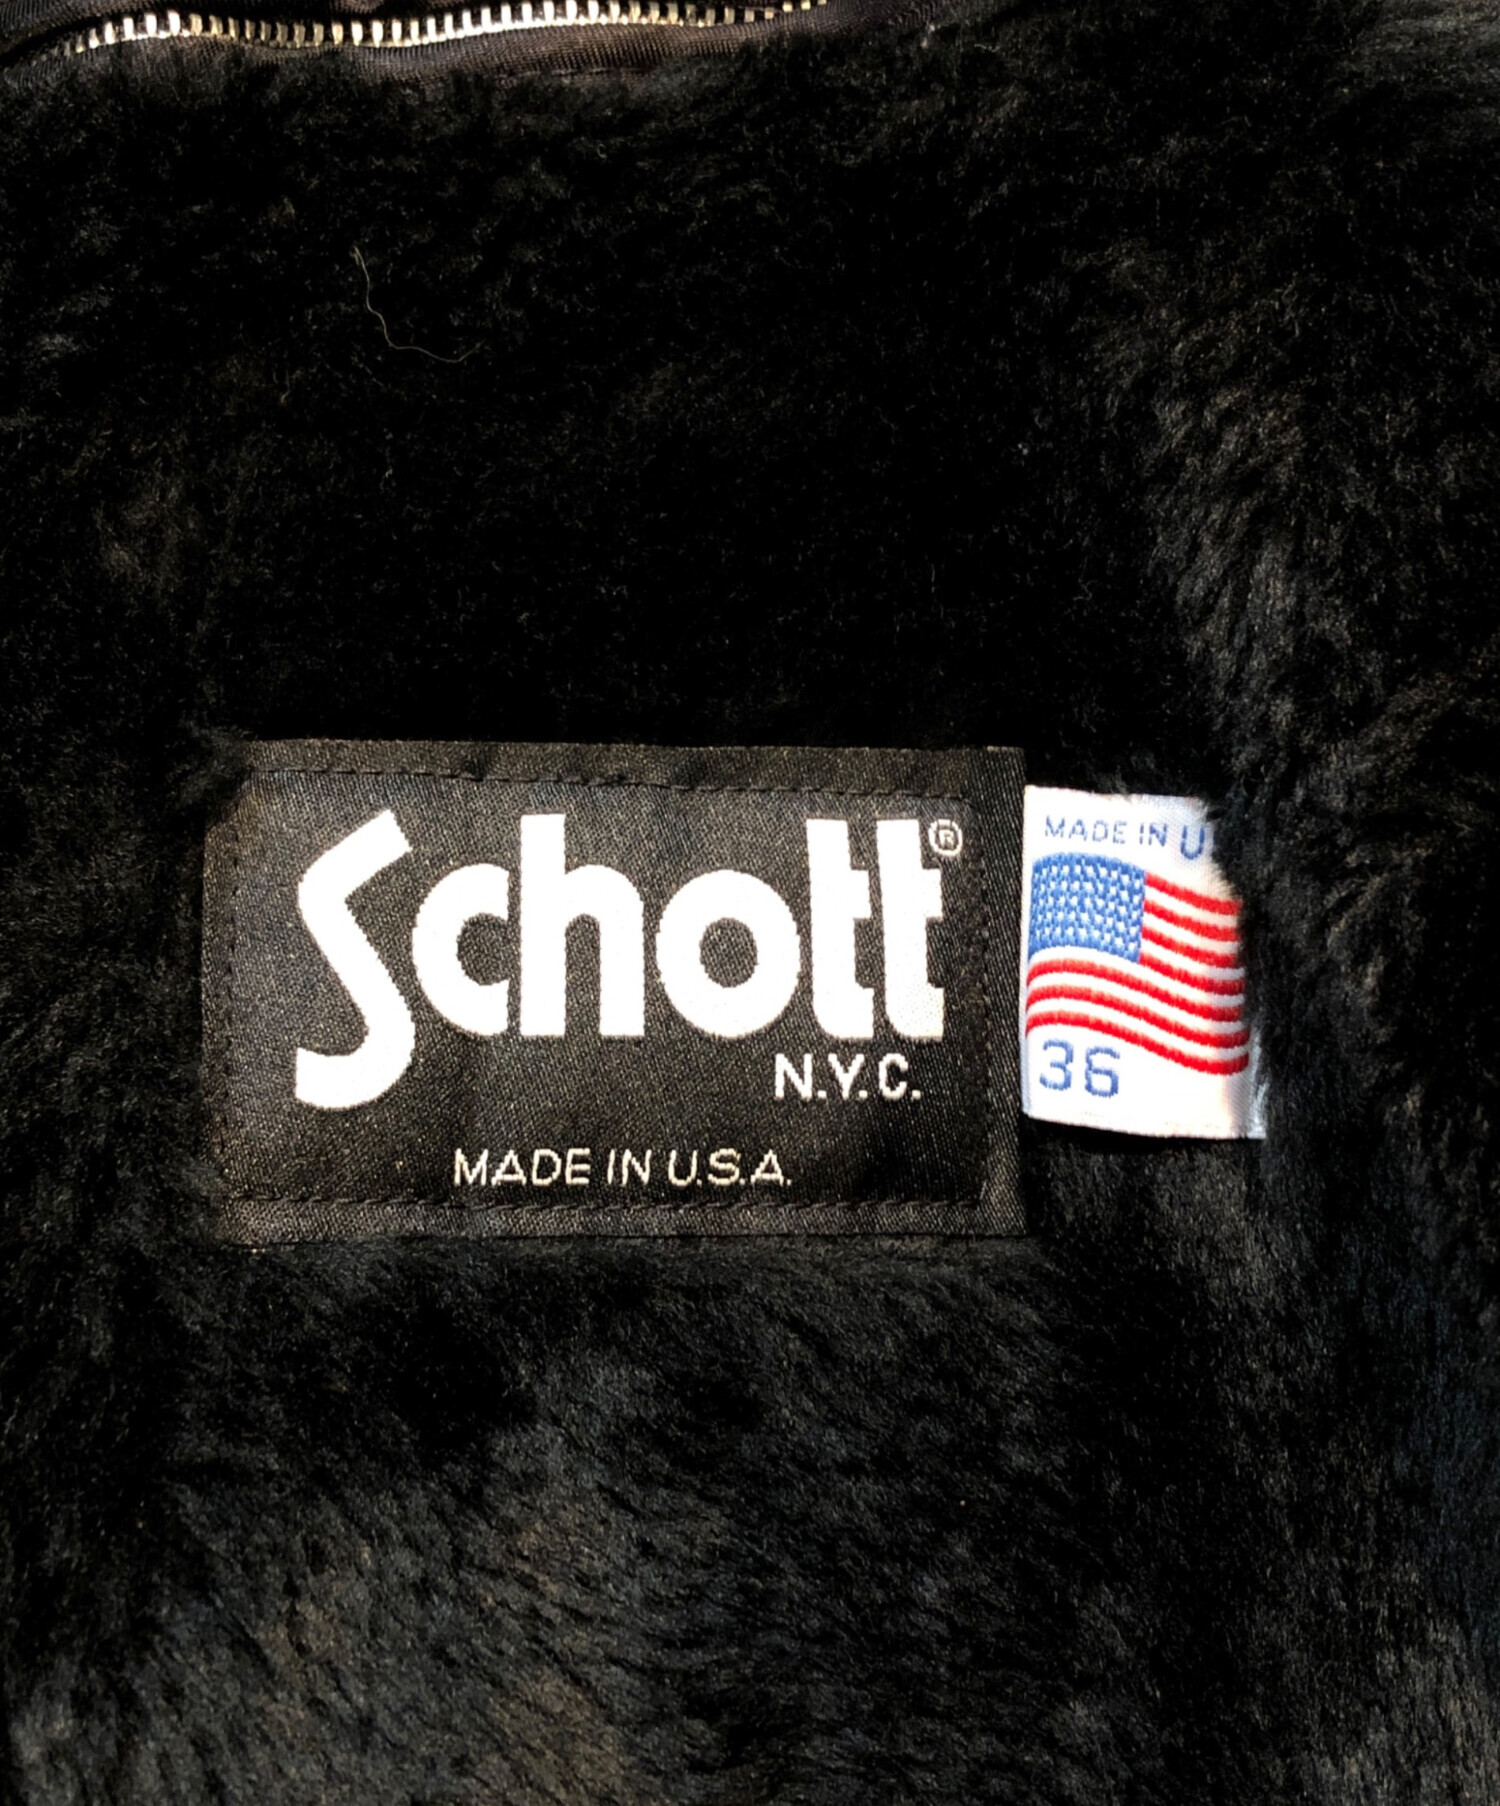 Schott®
N.Y.C.
MADE IN U.S.A.
MADE IN U
36